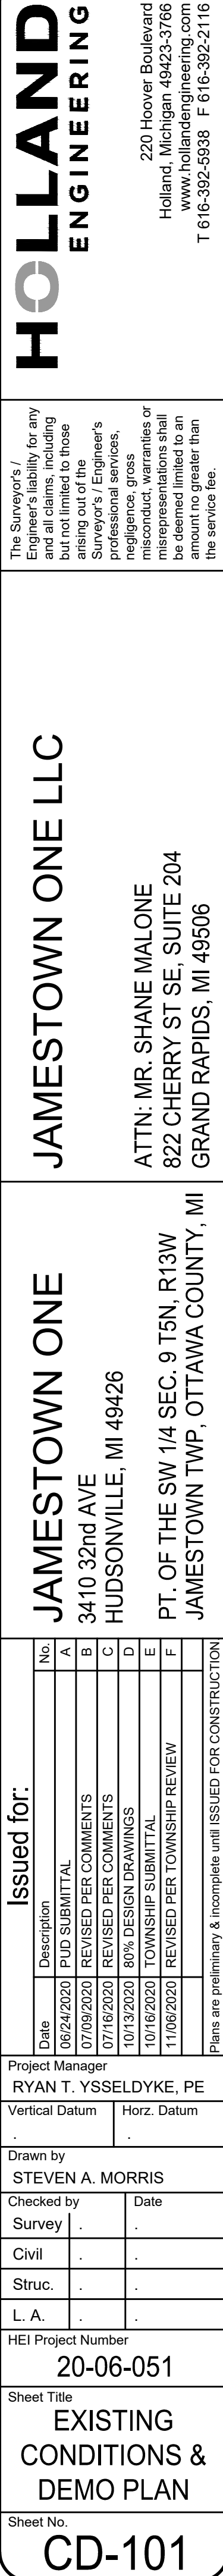 HOLLAND
ENGINEERING
220 Hoover Boulevard
Holland, Michigan 49423-3766
www.hollandengineering.com
T 616-392-5938 F 616-392-2116
The Surveyor's /
Engineer's liability for any
and all claims, including
but not limited to those
arising out of the
Surveyor's / Engineer's
professional services,
negligence, gross
misconduct, warranties or
misrepresentations shall
be deemed limited to an
amount no greater than
the service fee.
JAMESTOWN ONE LLC
ATTN: MR. SHANE MALONE
822 CHERRY ST SE, SUITE 204
GRAND RAPIDS, MI 49506
JAMESTOWN ONE
3410 32nd AVE
HUDSONVILLE, MI 49426
PT. OF THE SW 1/4 SEC. 9 T5N, R13W
JAMESTOWN TWP, OTTAWA COUNTY, MI
Issued for:
Date Description No.
06/24/2020 PUD SUBMITTAL A
07/09/2020 REVISED PER COMMENTS B
07/16/2020 REVISED PER COMMENTS C
10/13/2020 80% DESIGN DRAWINGS D
10/16/2020 TOWNSHIP SUBMITTAL E
11/06/2020 REVISED PER TOWNSHIP REVIEW F
Plans are preliminary & incomplete until ISSUED FOR CONSTRUCTION
Project Manager
RYAN T. YSSELDYKE, PE
Vertical Datum Horz. Datum
. .
Drawn by
STEVEN A. MORRIS
Checked by Date
Survey . .
Civil . .
Struc. . .
L. A. . .
HEI Project Number
20-06-051
Sheet Title
EXISTING
CONDITIONS &
DEMO PLAN
Sheet No.
CD-101